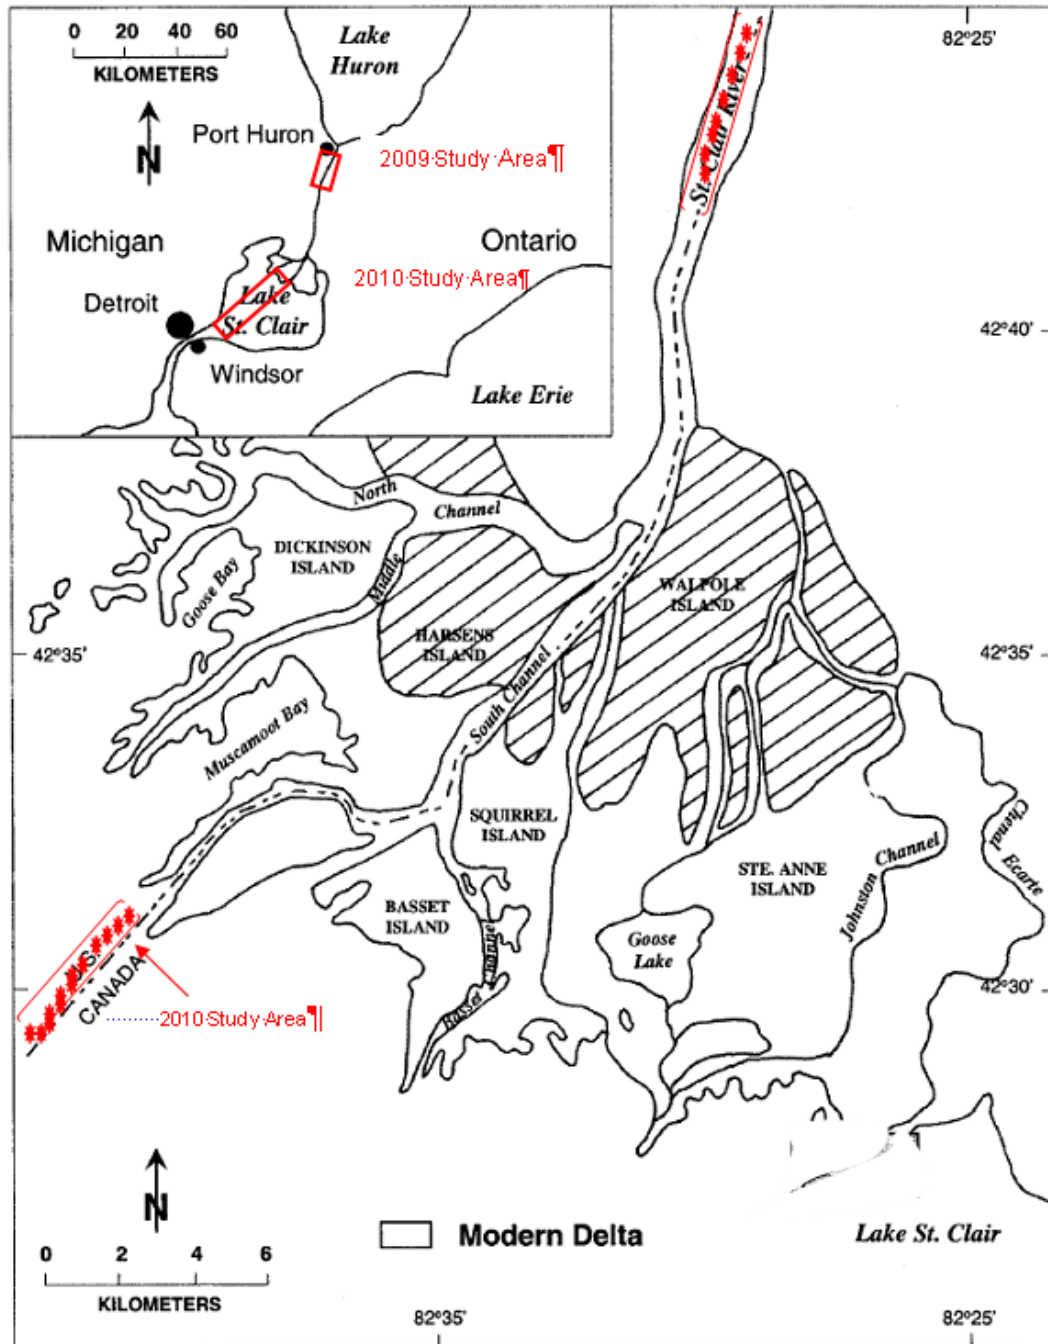 0 20 40 60
KILOMETERS
N
Lake
Huron
Port Huron
2009·Study·Area¶
Michigan
Ontario
2010·Study·Area¶
Detroit
Lake
St. Clair
Windsor
Lake Erie
82°25'
St. Clair River
42°40'
North
Channel
DICKINSON
ISLAND
Middle
Goose Bay
HARSENS
ISLAND
WALPOLE
ISLAND
42°35'
42°35'
South Channel
Muscamoot Bay
SQUIRREL
ISLAND
STE. ANNE
ISLAND
Johnston Channel
Chenal
Ecarte
BASSET
ISLAND
Goose
Lake
Basset Channel
U.S.
CANADA
2010·Study·Area¶
42°30'
N
0 2 4 6
KILOMETERS
Modern Delta
Lake St. Clair
82°35'
82°25'